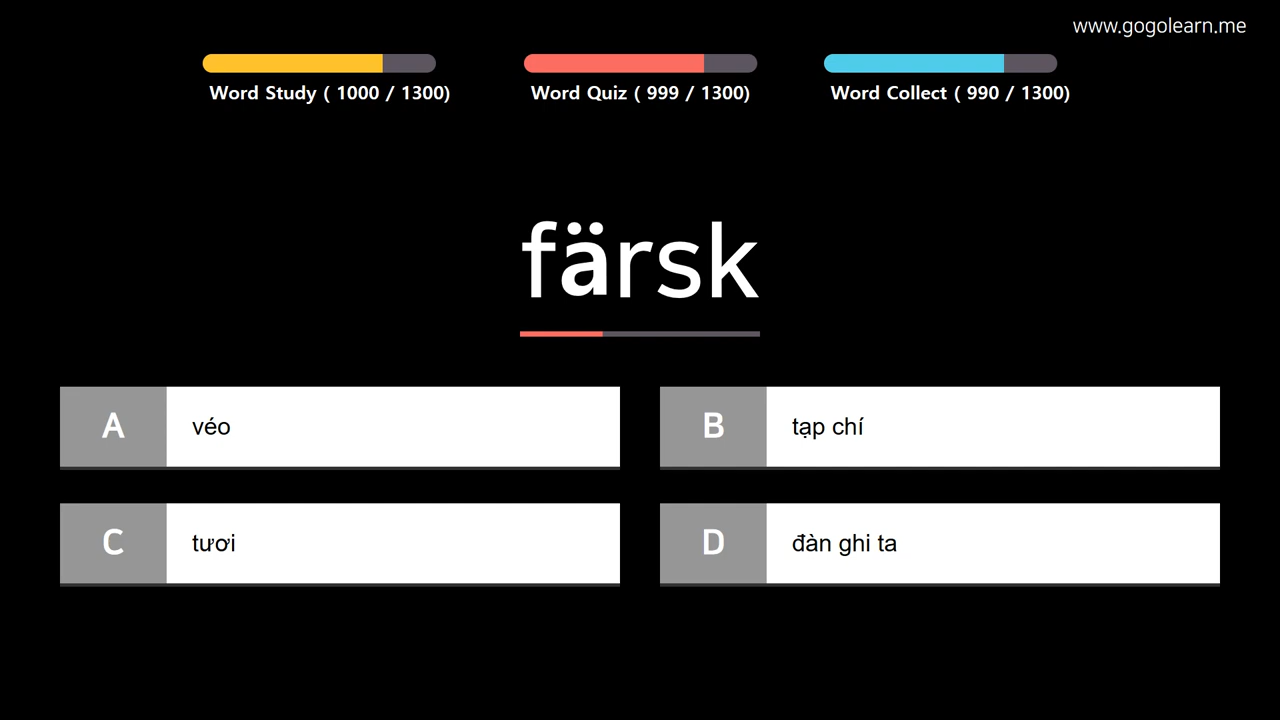 www.gogolearn.me
Word Study ( 1000 / 1300)
Word Quiz ( 999 / 1300)
Word Collect ( 990 / 1300)
färsk
A véo
B tạp chí
C tươi
D đàn ghi ta